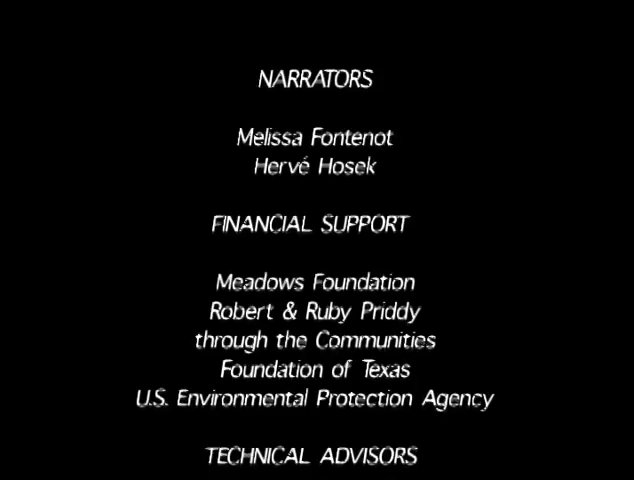 NARRATORS
Melissa Fontenot
Hervé Hosek
FINANCIAL SUPPORT
Meadows Foundation
Robert & Ruby Priddy
through the Communities
Foundation of Texas
U.S. Environmental Protection Agency
TECHNICAL ADVISORS